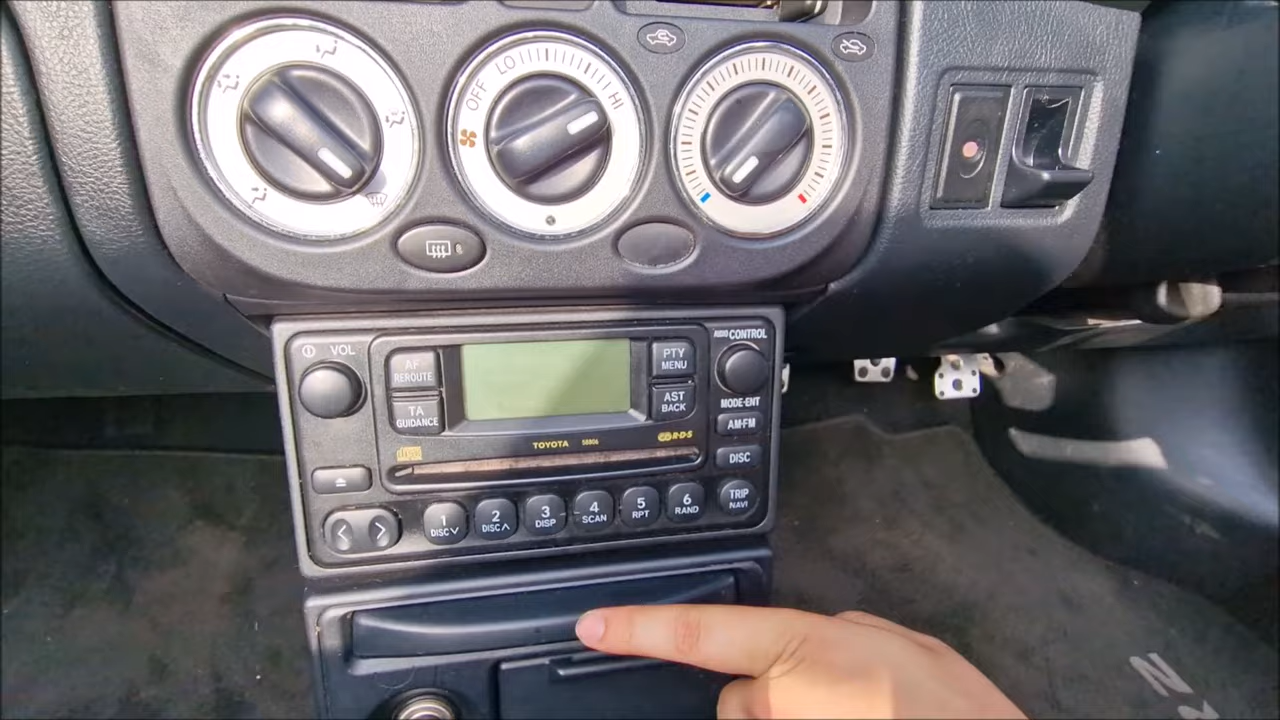 OFF LO HI
VOL
AF
REROUTE
TA
GUIDANCE
PTY
MENU
AST
BACK
AUDIO CONTROL
MODE·ENT
AM·FM
DISC
TRIP
NAVI
TOYOTA 58806
R·D·S
1
DISC
2
DISC
3
DISP
4
SCAN
5
RPT
6
RAND